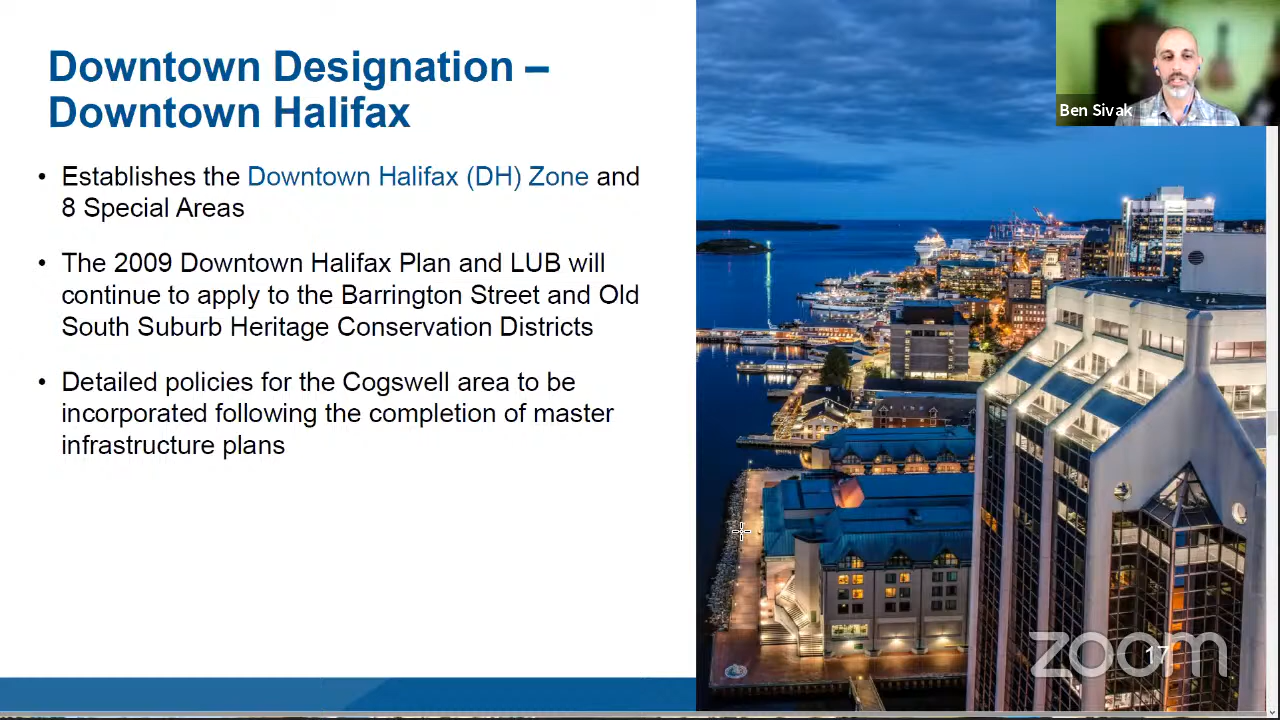 Downtown Designation –
Downtown Halifax
• Establishes the Downtown Halifax (DH) Zone and
8 Special Areas
• The 2009 Downtown Halifax Plan and LUB will
continue to apply to the Barrington Street and Old
South Suburb Heritage Conservation Districts
• Detailed policies for the Cogswell area to be
incorporated following the completion of master
infrastructure plans
Ben Sivak
zoom
17